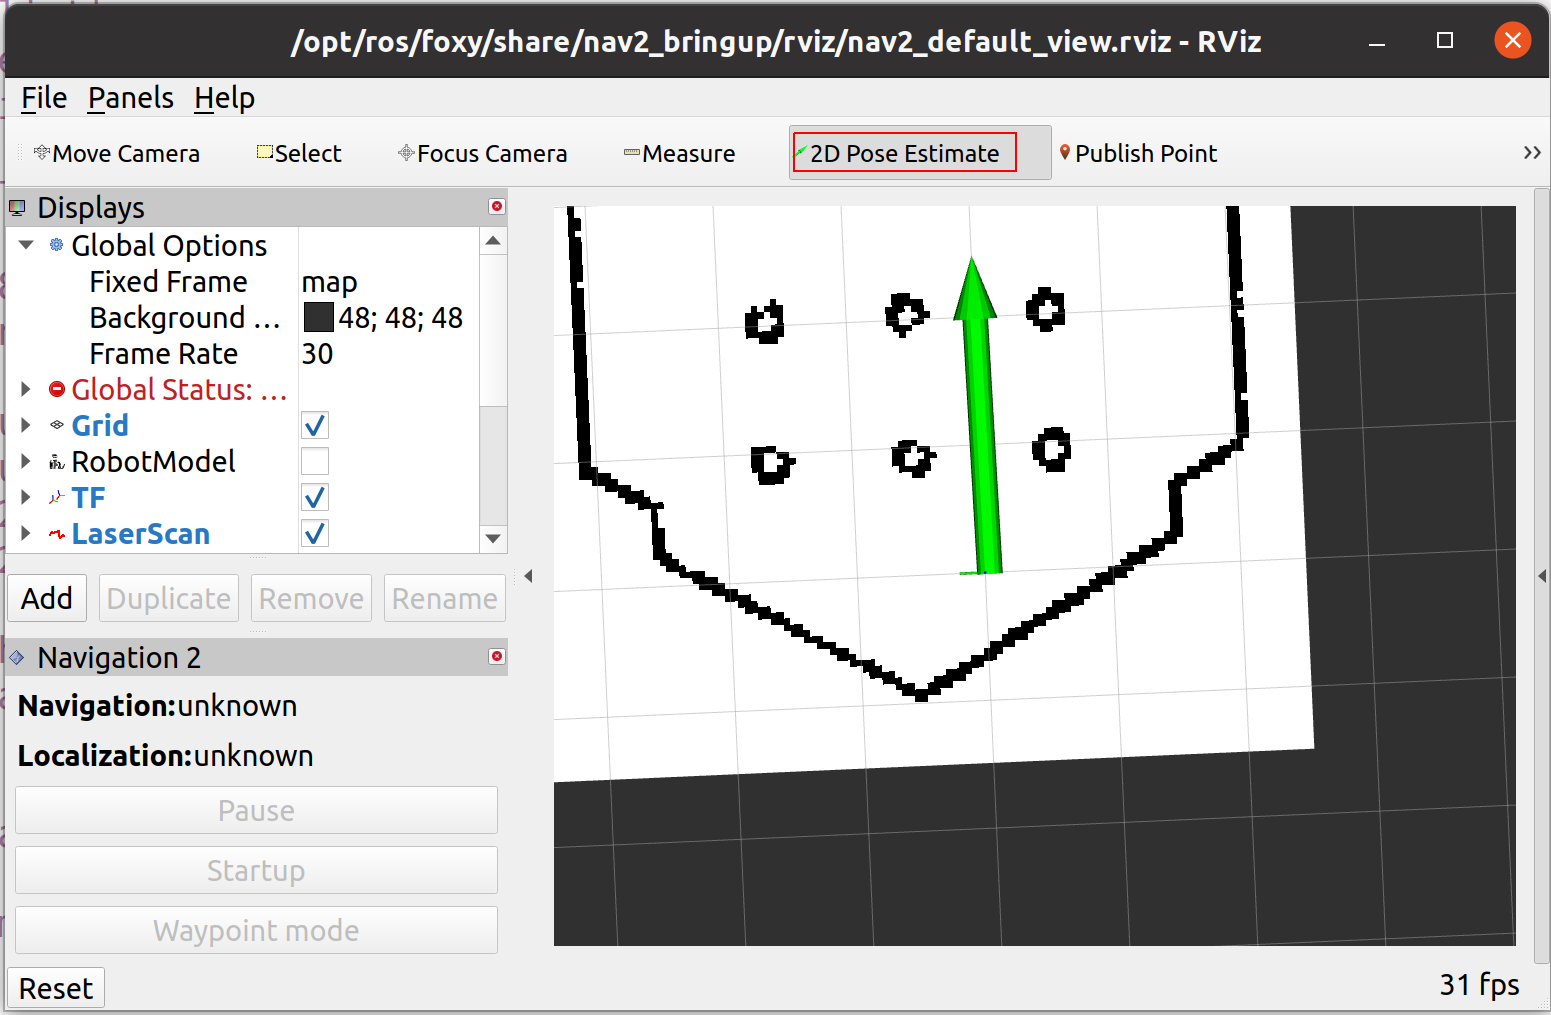 /opt/ros/foxy/share/nav2_bringup/rviz/nav2_default_view.rviz - RViz
File Panels Help
Move Camera Select Focus Camera Measure 2D Pose Estimate Publish Point
Displays
Global Options
Fixed Frame map
Background ... 48; 48; 48
Frame Rate 30
Global Status: ...
Grid
RobotModel
TF
LaserScan
Add Duplicate Remove Rename
Navigation 2
Navigation:unknown
Localization:unknown
Pause
Startup
Waypoint mode
Reset
31 fps